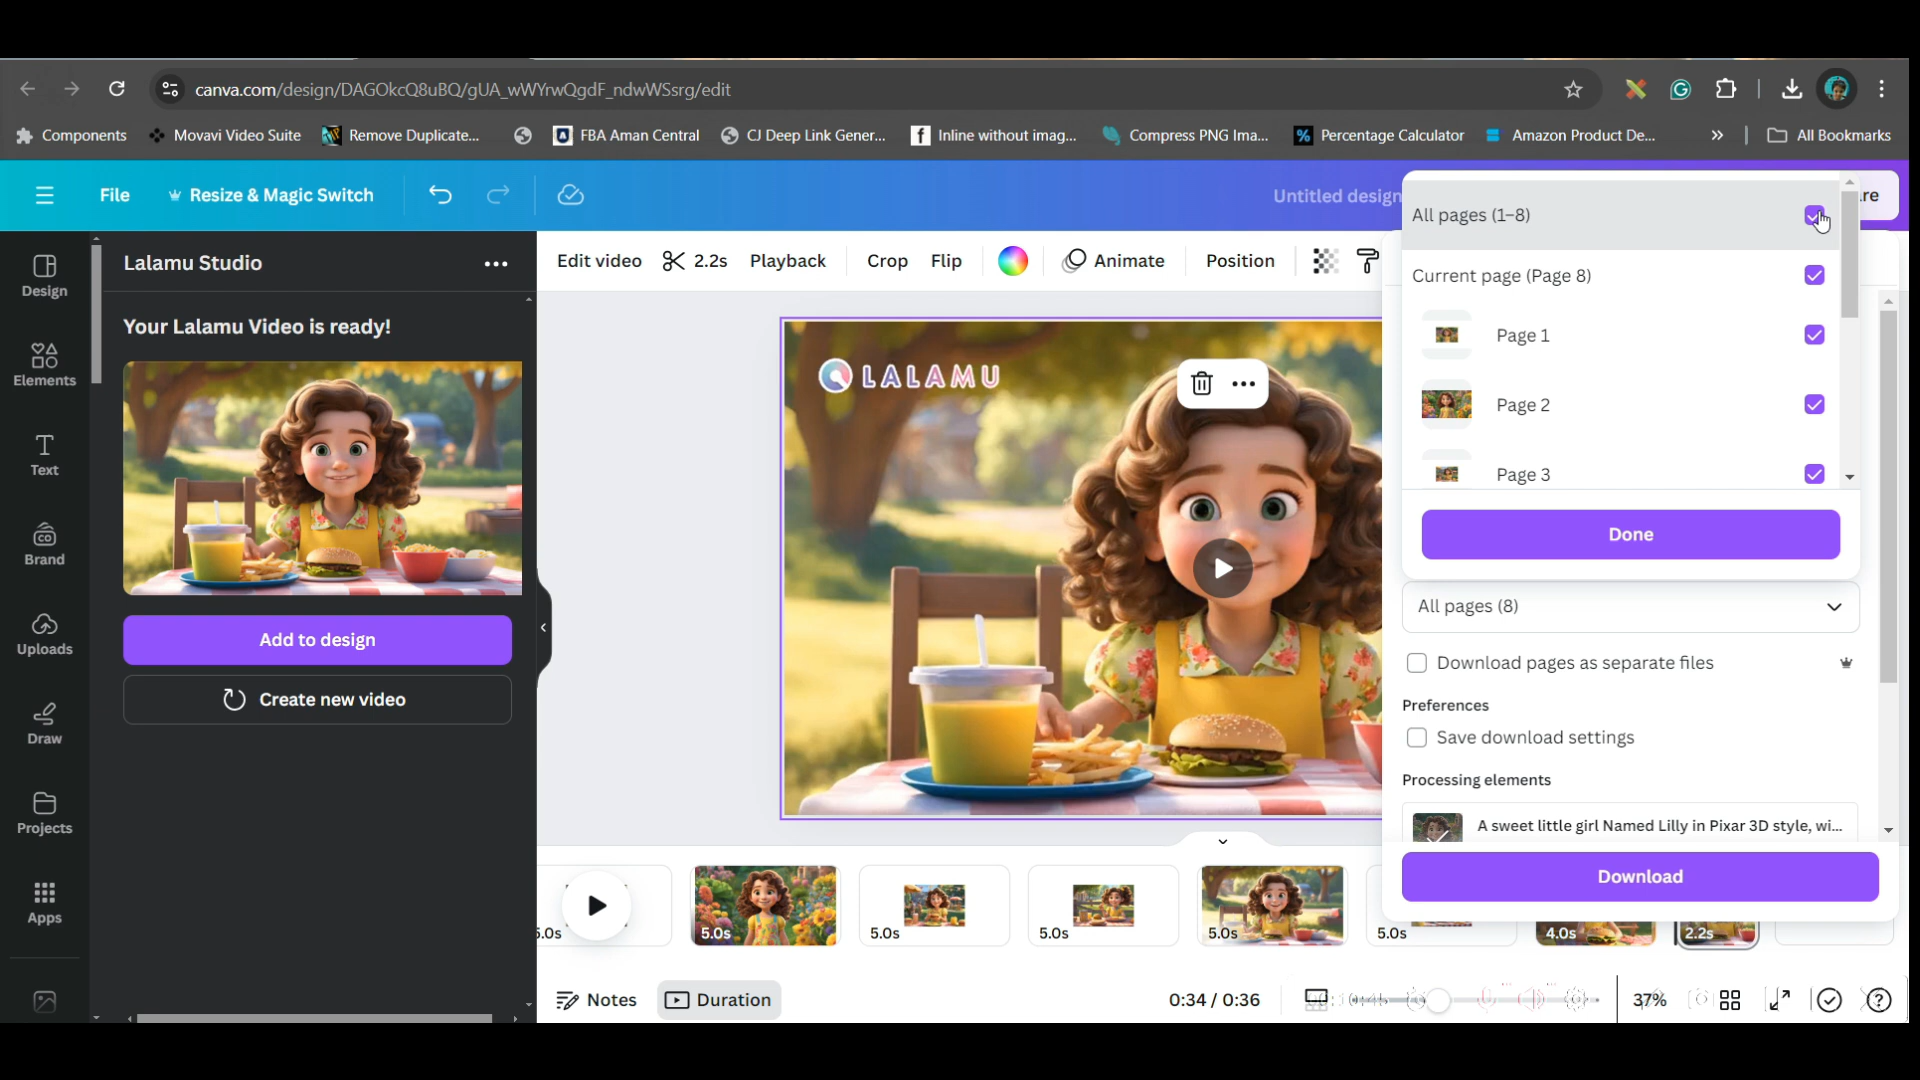 canva.com/design/DAGOkcQ8uBQ/gUA_wWYrwQgdF_ndwWSsrg/edit
Components
Movavi Video Suite
Remove Duplicate...
FBA Aman Central
CJ Deep Link Gener...
Inline without imag...
Compress PNG Ima...
Percentage Calculator
Amazon Product De...
All Bookmarks
File
Resize & Magic Switch
Untitled design
re
Design
Elements
Text
Brand
Uploads
Draw
Projects
Apps
Lalamu Studio
Your Lalamu Video is ready!
Add to design
Create new video
Edit video
2.2s
Playback
Crop
Flip
Animate
Position
LALAMU
All pages (1–8)
Current page (Page 8)
Page 1
Page 2
Page 3
Done
All pages (8)
Download pages as separate files
Preferences
Save download settings
Processing elements
A sweet little girl Named Lilly in Pixar 3D style, wi...
Download
5.0s
5.0s
5.0s
5.0s
5.0s
5.0s
4.0s
2.2s
Notes
Duration
0:34 / 0:36
37%